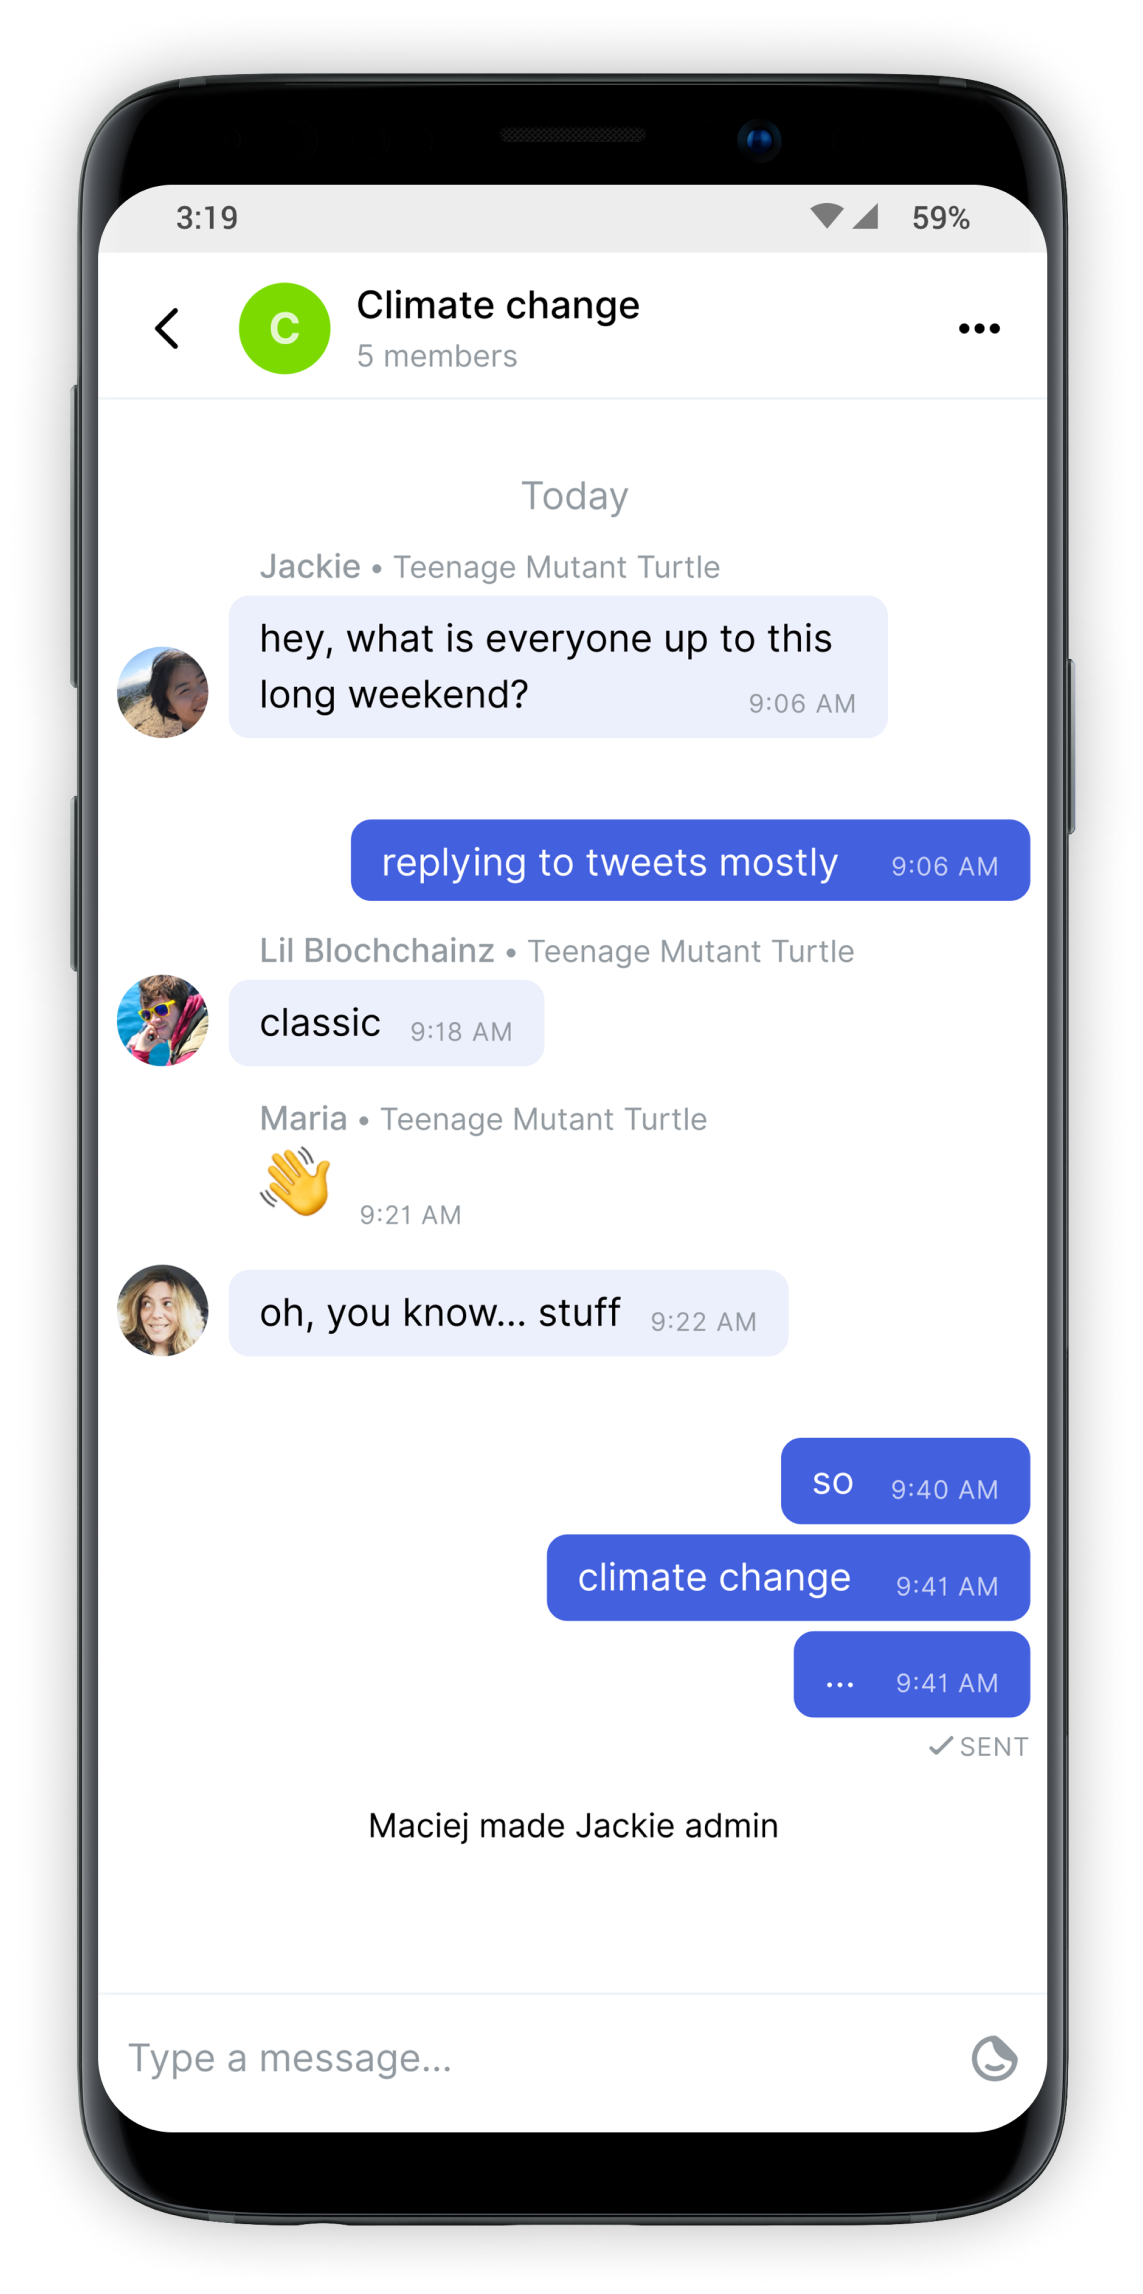 3:19
59%
C
Climate change
5 members
Today
Jackie • Teenage Mutant Turtle
hey, what is everyone up to this
long weekend?
9:06 AM
replying to tweets mostly 9:06 AM
Lil Blochchainz • Teenage Mutant Turtle
classic 9:18 AM
Maria • Teenage Mutant Turtle
9:21 AM
oh, you know... stuff 9:22 AM
so 9:40 AM
climate change 9:41 AM
... 9:41 AM
SENT
Maciej made Jackie admin
Type a message...